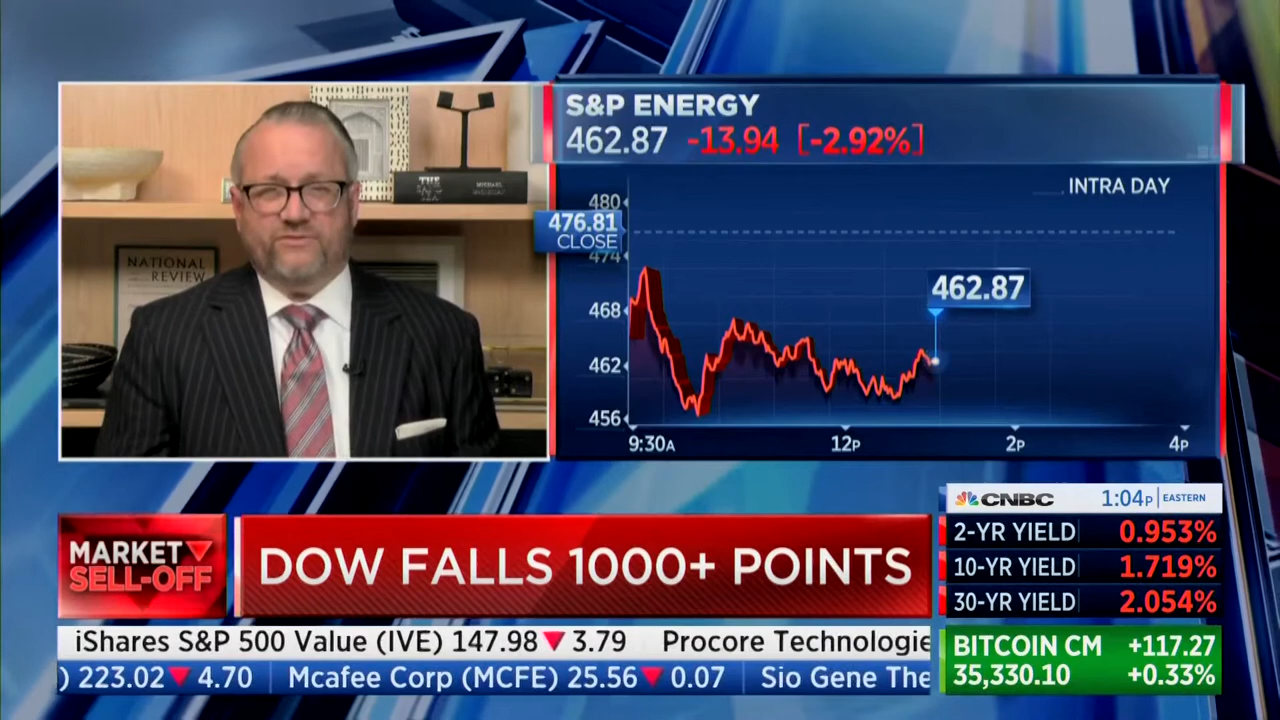 S&P ENERGY
462.87 -13.94 [-2.92%]
INTRA DAY
480
476.81
CLOSE
474
468
462
456
462.87
9:30A 12P 2P 4P
THE
MICHAEL
NATIONAL
REVIEW
CNBC 1:04P EASTERN
2-YR YIELD 0.953%
10-YR YIELD 1.719%
30-YR YIELD 2.054%
MARKET
SELL-OFF
DOW FALLS 1000+ POINTS
iShares S&P 500 Value (IVE) 147.98 ▼ 3.79 Procore Technologie
) 223.02 ▼ 4.70 Mcafee Corp (MCFE) 25.56 ▼ 0.07 Sio Gene The
BITCOIN CM +117.27
35,330.10 +0.33%